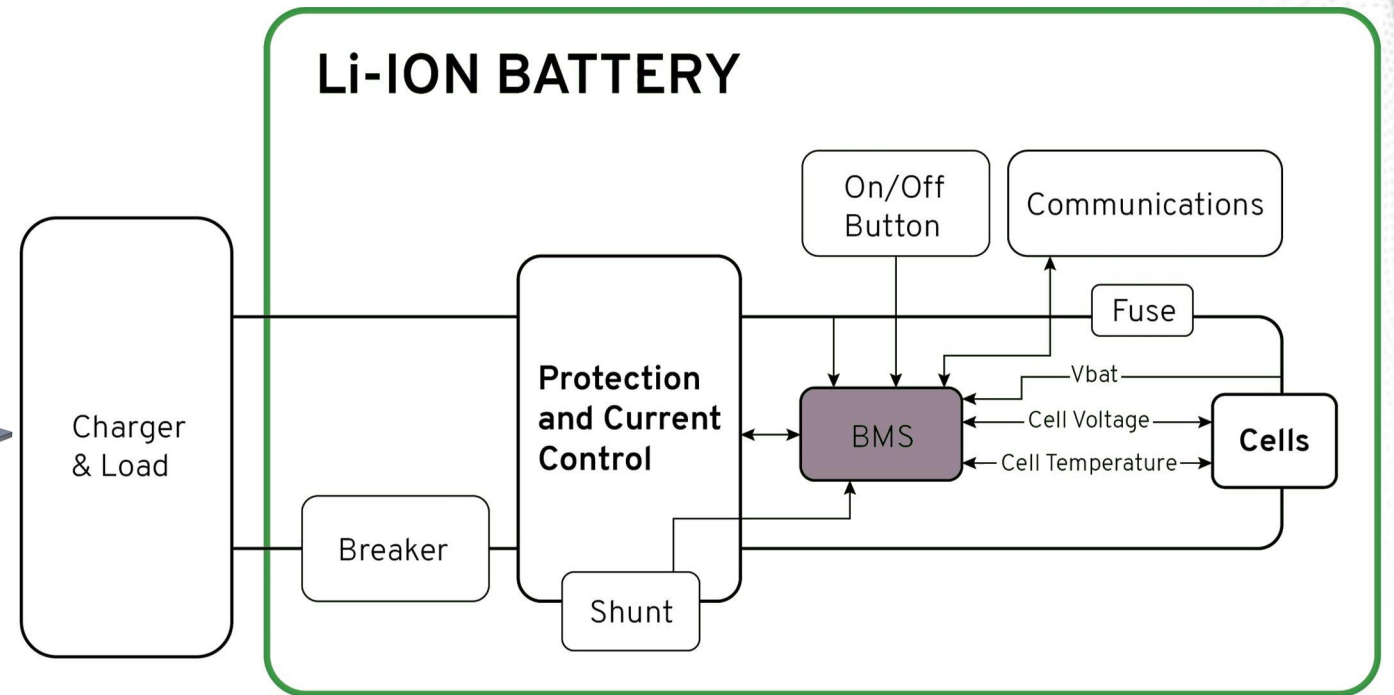 Li-ION BATTERY
On/Off
Button
Communications
Fuse
Charger
& Load
Protection
and Current
Control
BMS
Vbat
Cell Voltage
Cell Temperature
Cells
Breaker
Shunt